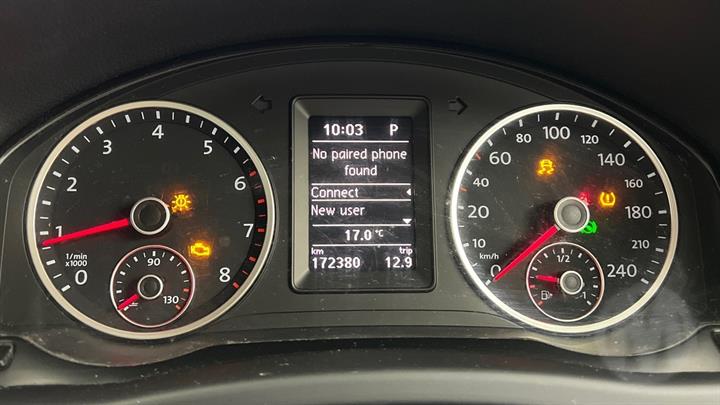 10:03 P
No paired phone
found
Connect
New user
17.0 °C
km trip
172380 12.9
0 1 2 3 4 5 6 7 8
1/min
x1000
90
130
0 20 40 60 80 100 120 140 160 180 210 240
km/h
1/2
1